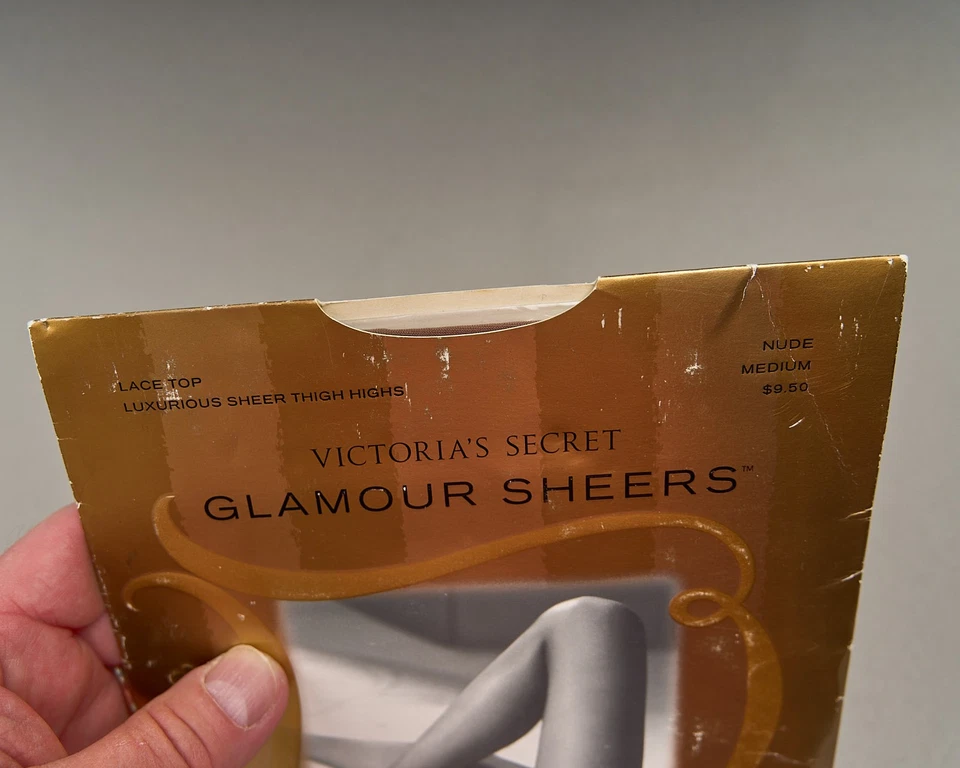 LACE TOP
LUXURIOUS SHEER THIGH HIGHS
NUDE
MEDIUM
$9.50
VICTORIA'S SECRET
GLAMOUR SHEERS™